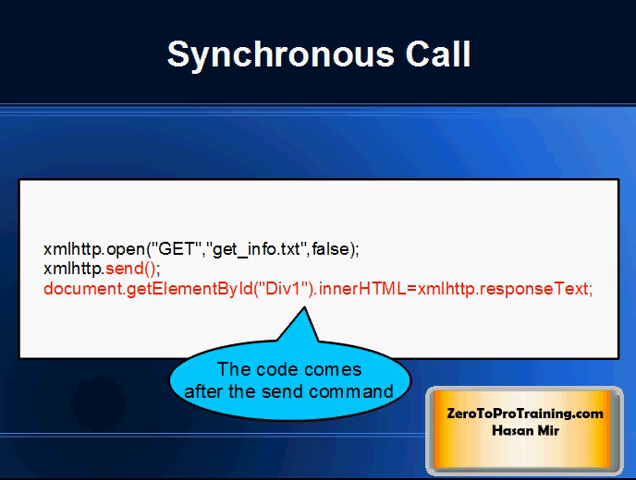 Synchronous Call
xmlhttp.open("GET","get_info.txt",false);
xmlhttp.send();
document.getElementById("Div1").innerHTML=xmlhttp.responseText;
The code comes
after the send command
ZeroToProTraining.com
Hasan Mir